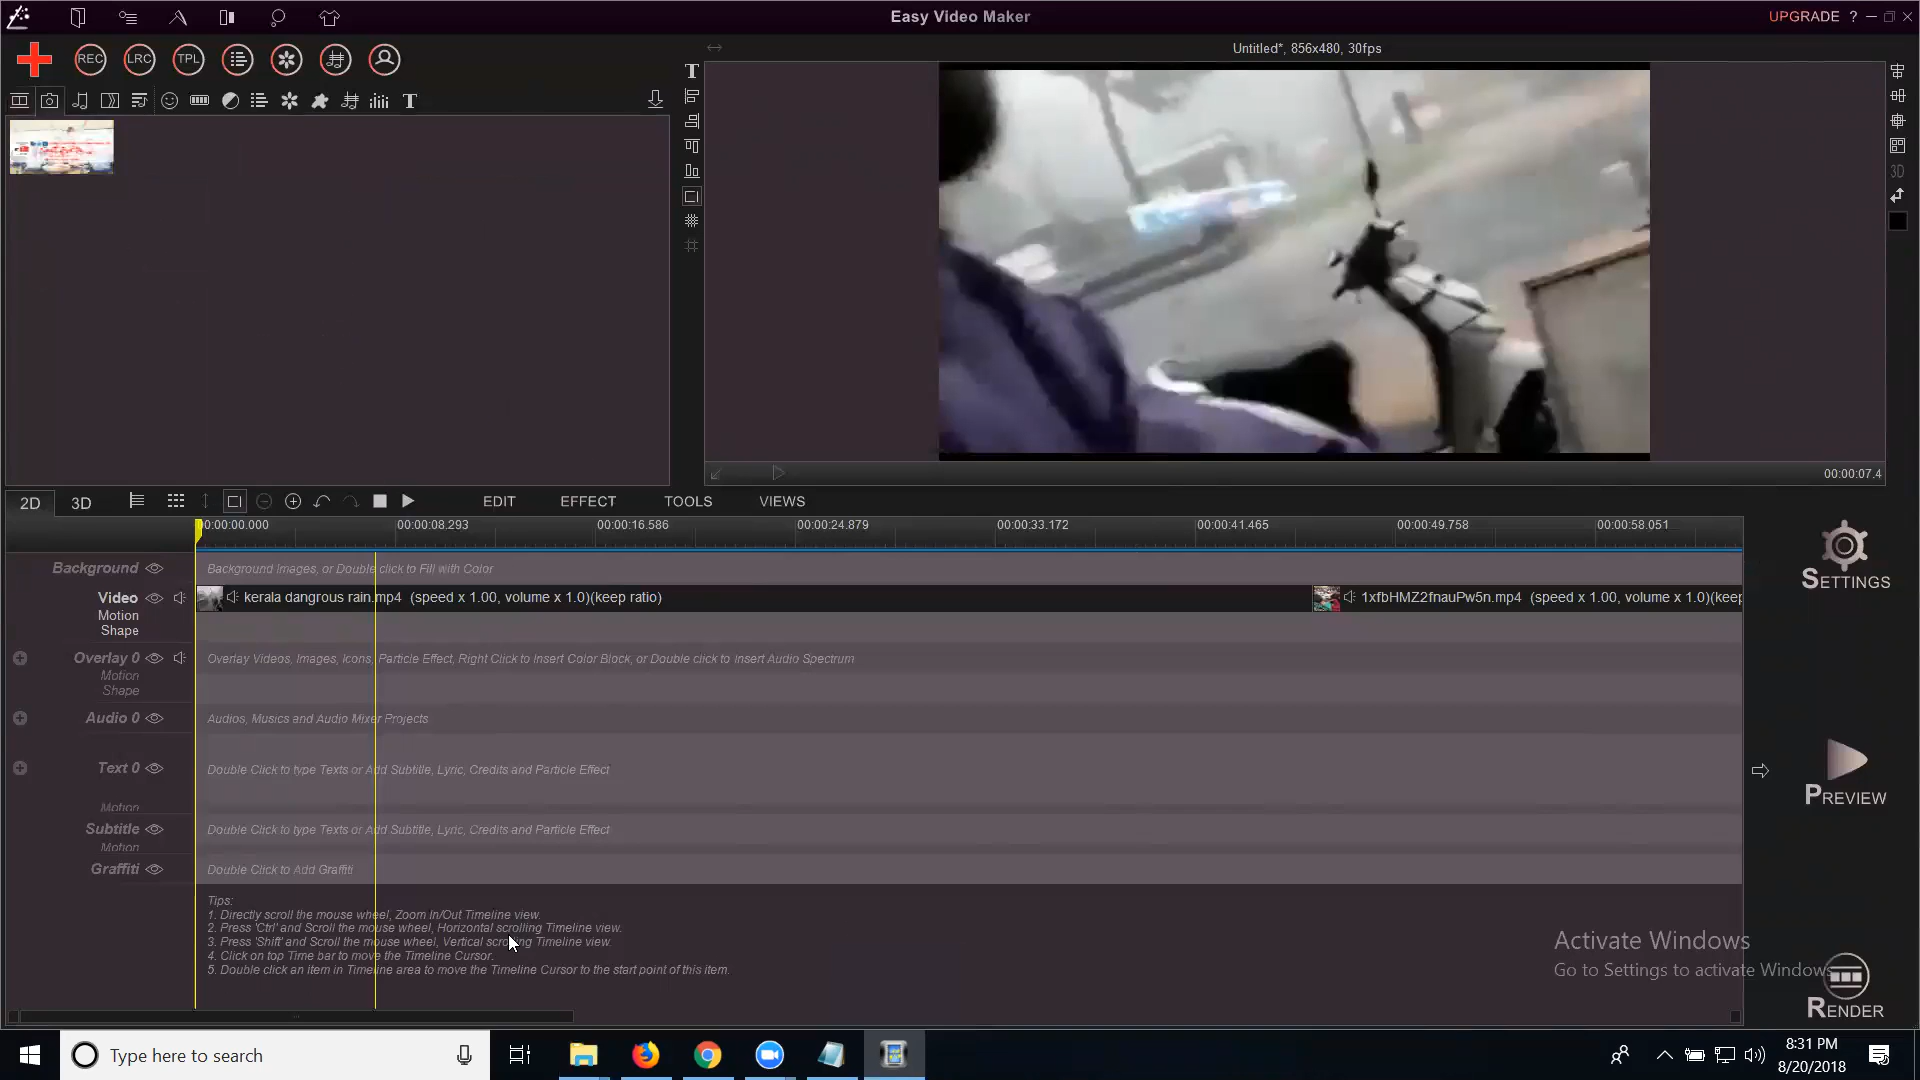 Easy Video Maker
UPGRADE ? 
REC LRC TPL
Untitled*, 856x480, 30fps
T
T
3D
00:00:07.4
2D 3D EDIT EFFECT TOOLS VIEWS
00:00:00.000 00:00:08.293 00:00:16.586 00:00:24.879 00:00:33.172 00:00:41.465 00:00:49.758 00:00:58.051
Background Background Images, or Double click to Fill with Color
Video kerala dangrous rain.mp4 (speed x 1.00, volume x 1.0)(keep ratio) 1xfbHMZ2fnauPw5n.mp4 (speed x 1.00, volume x 1.0)(keep
Motion
Shape
Overlay 0 Overlay Videos, Images, Icons, Particle Effect, Right Click to Insert Color Block, or Double click to Insert Audio Spectrum
Motion
Shape
Audio 0 Audios, Musics and Audio Mixer Projects
Text 0 Double Click to type Texts or Add Subtitle, Lyric, Credits and Particle Effect
Motion
Subtitle Double Click to type Texts or Add Subtitle, Lyric, Credits and Particle Effect
Motion
Graffiti Double Click to Add Graffiti
Tips:
1. Directly scroll the mouse wheel, Zoom In/Out Timeline view.
2. Press 'Ctrl' and Scroll the mouse wheel, Horizontal scrolling Timeline view.
3. Press 'Shift' and Scroll the mouse wheel, Vertical scrolling Timeline view.
4. Click on top Time bar to move the Timeline Cursor.
5. Double click an item in Timeline area to move the Timeline Cursor to the start point of this item.
SETTINGS
PREVIEW
Activate Windows
Go to Settings to activate Windows
RENDER
Type here to search
8:31 PM
8/20/2018